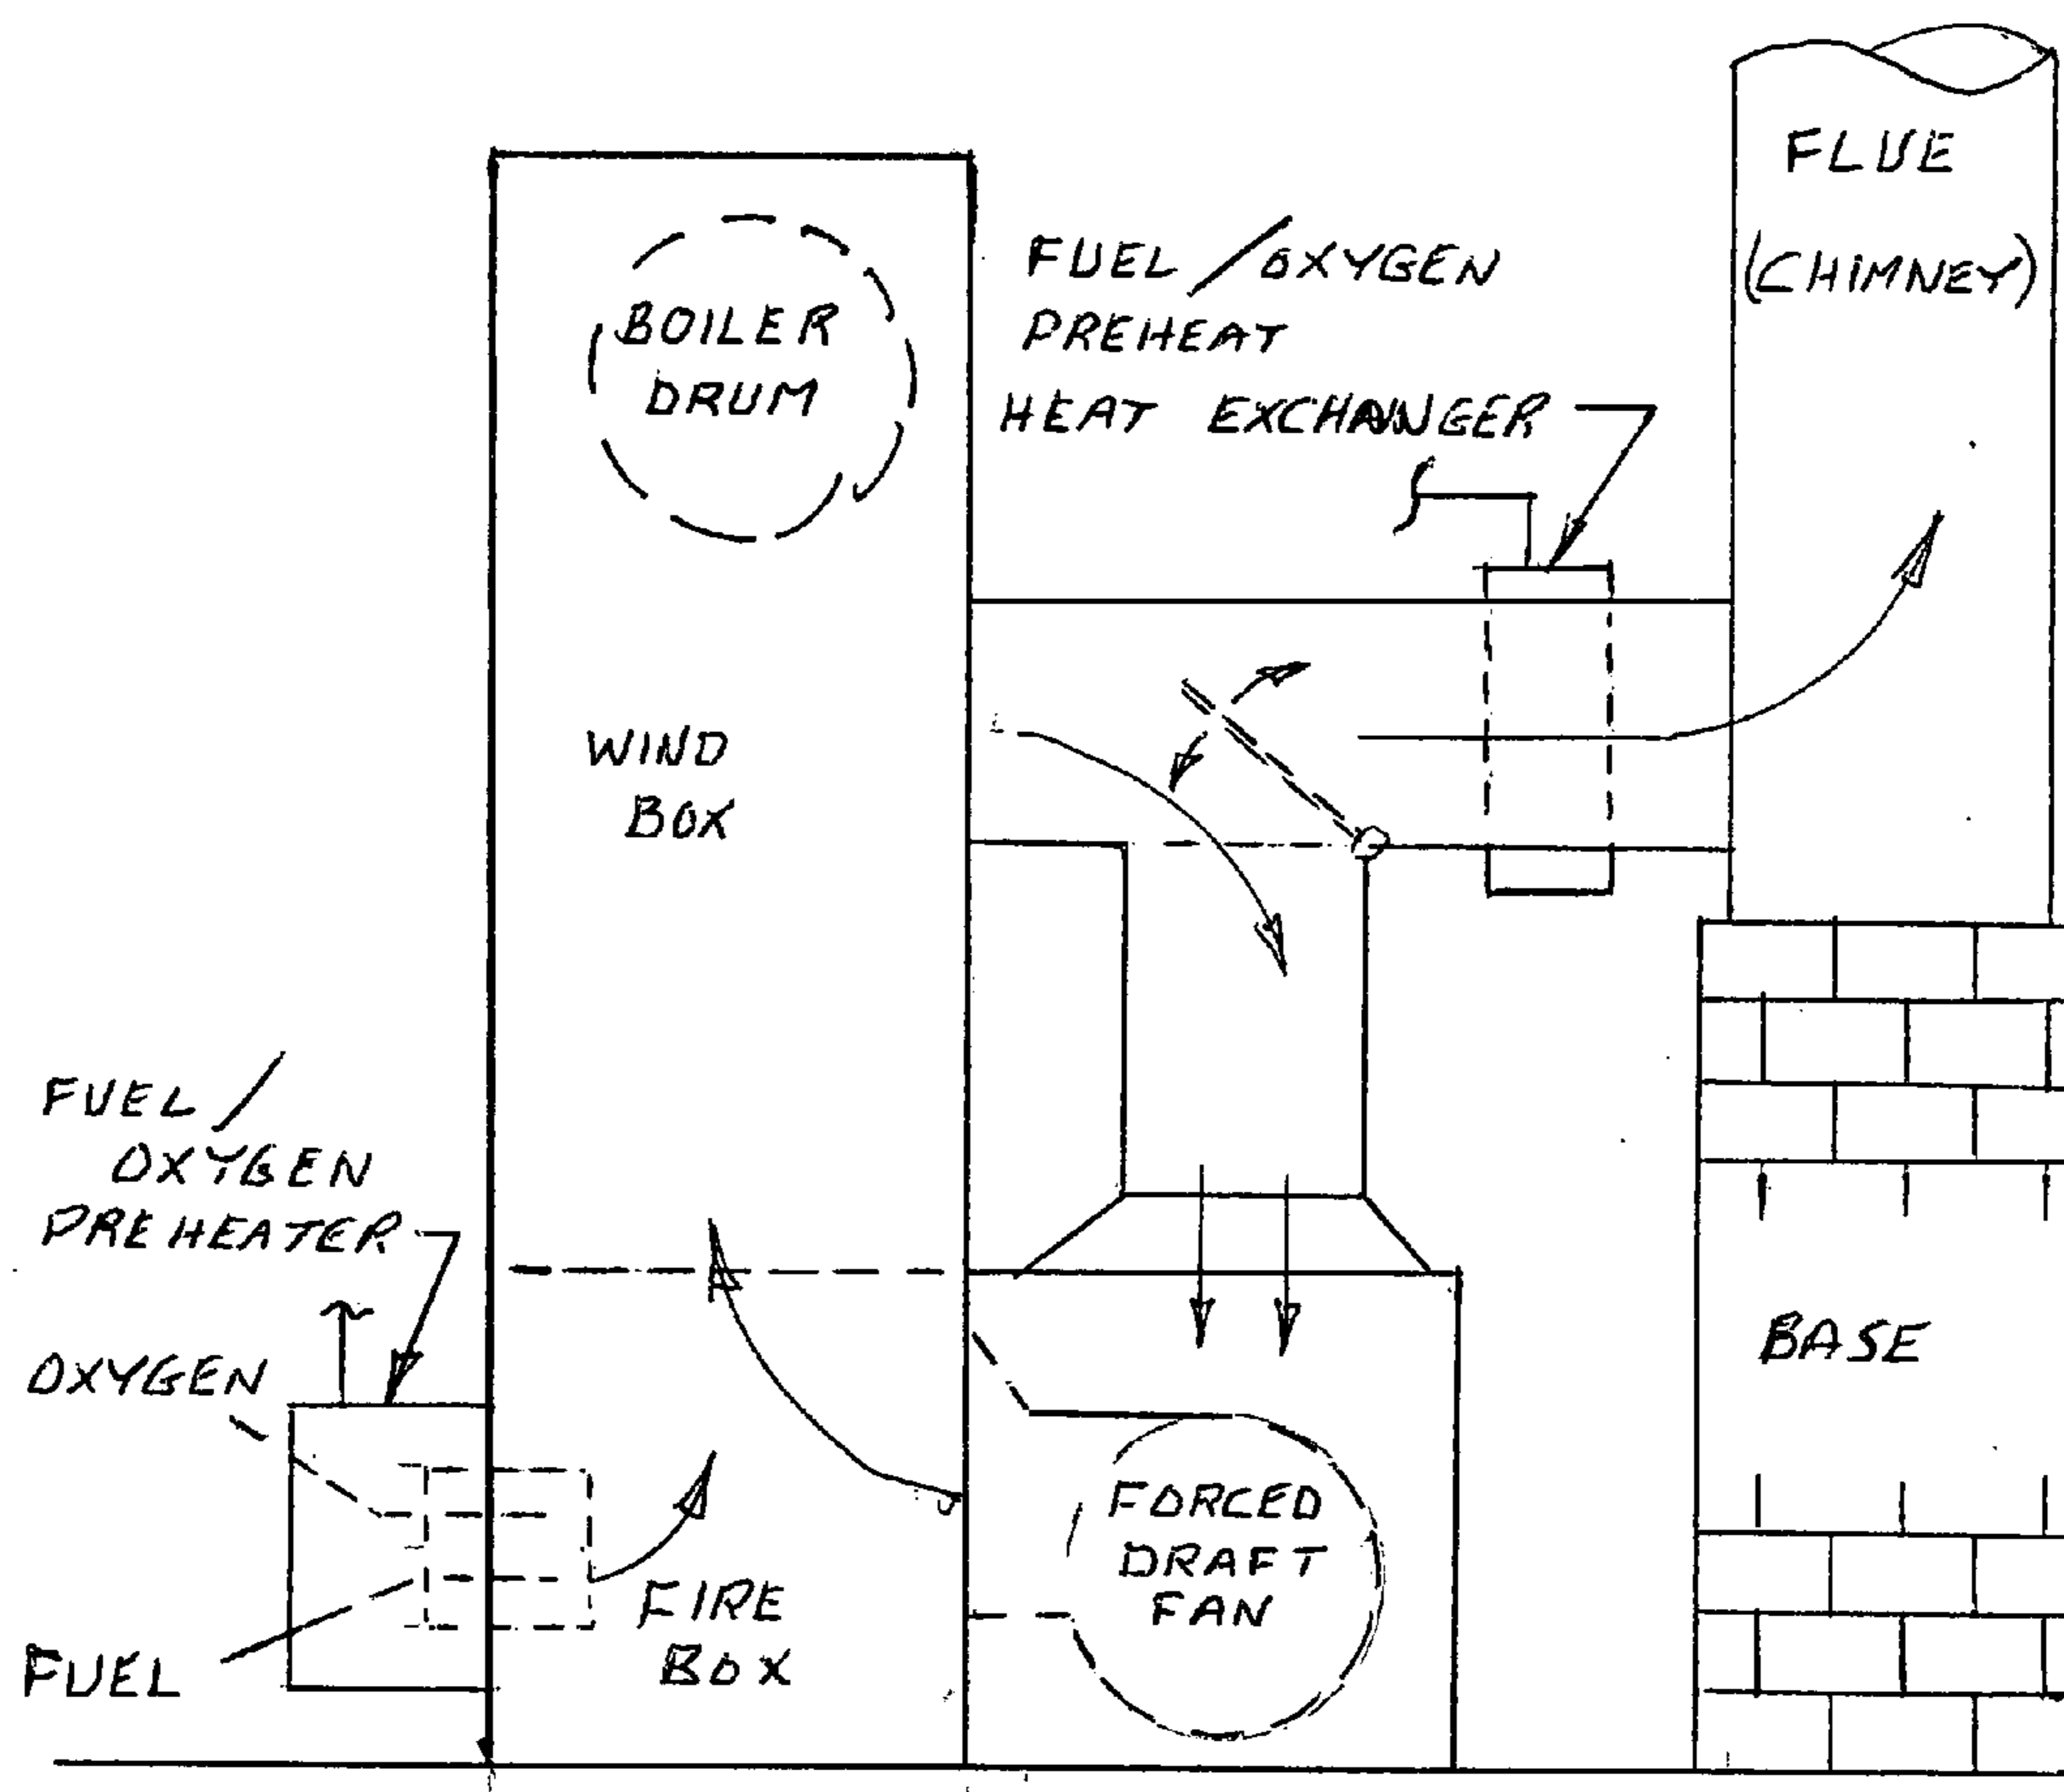 FLUE
(CHIMNEY)
BOILER
DRUM
FUEL/OXYGEN
PREHEAT
HEAT EXCHANGER
WIND
BOX
FUEL/
OXYGEN
PREHEATER
OXYGEN
FUEL
FIRE
BOX
FORCED
DRAFT
FAN
BASE